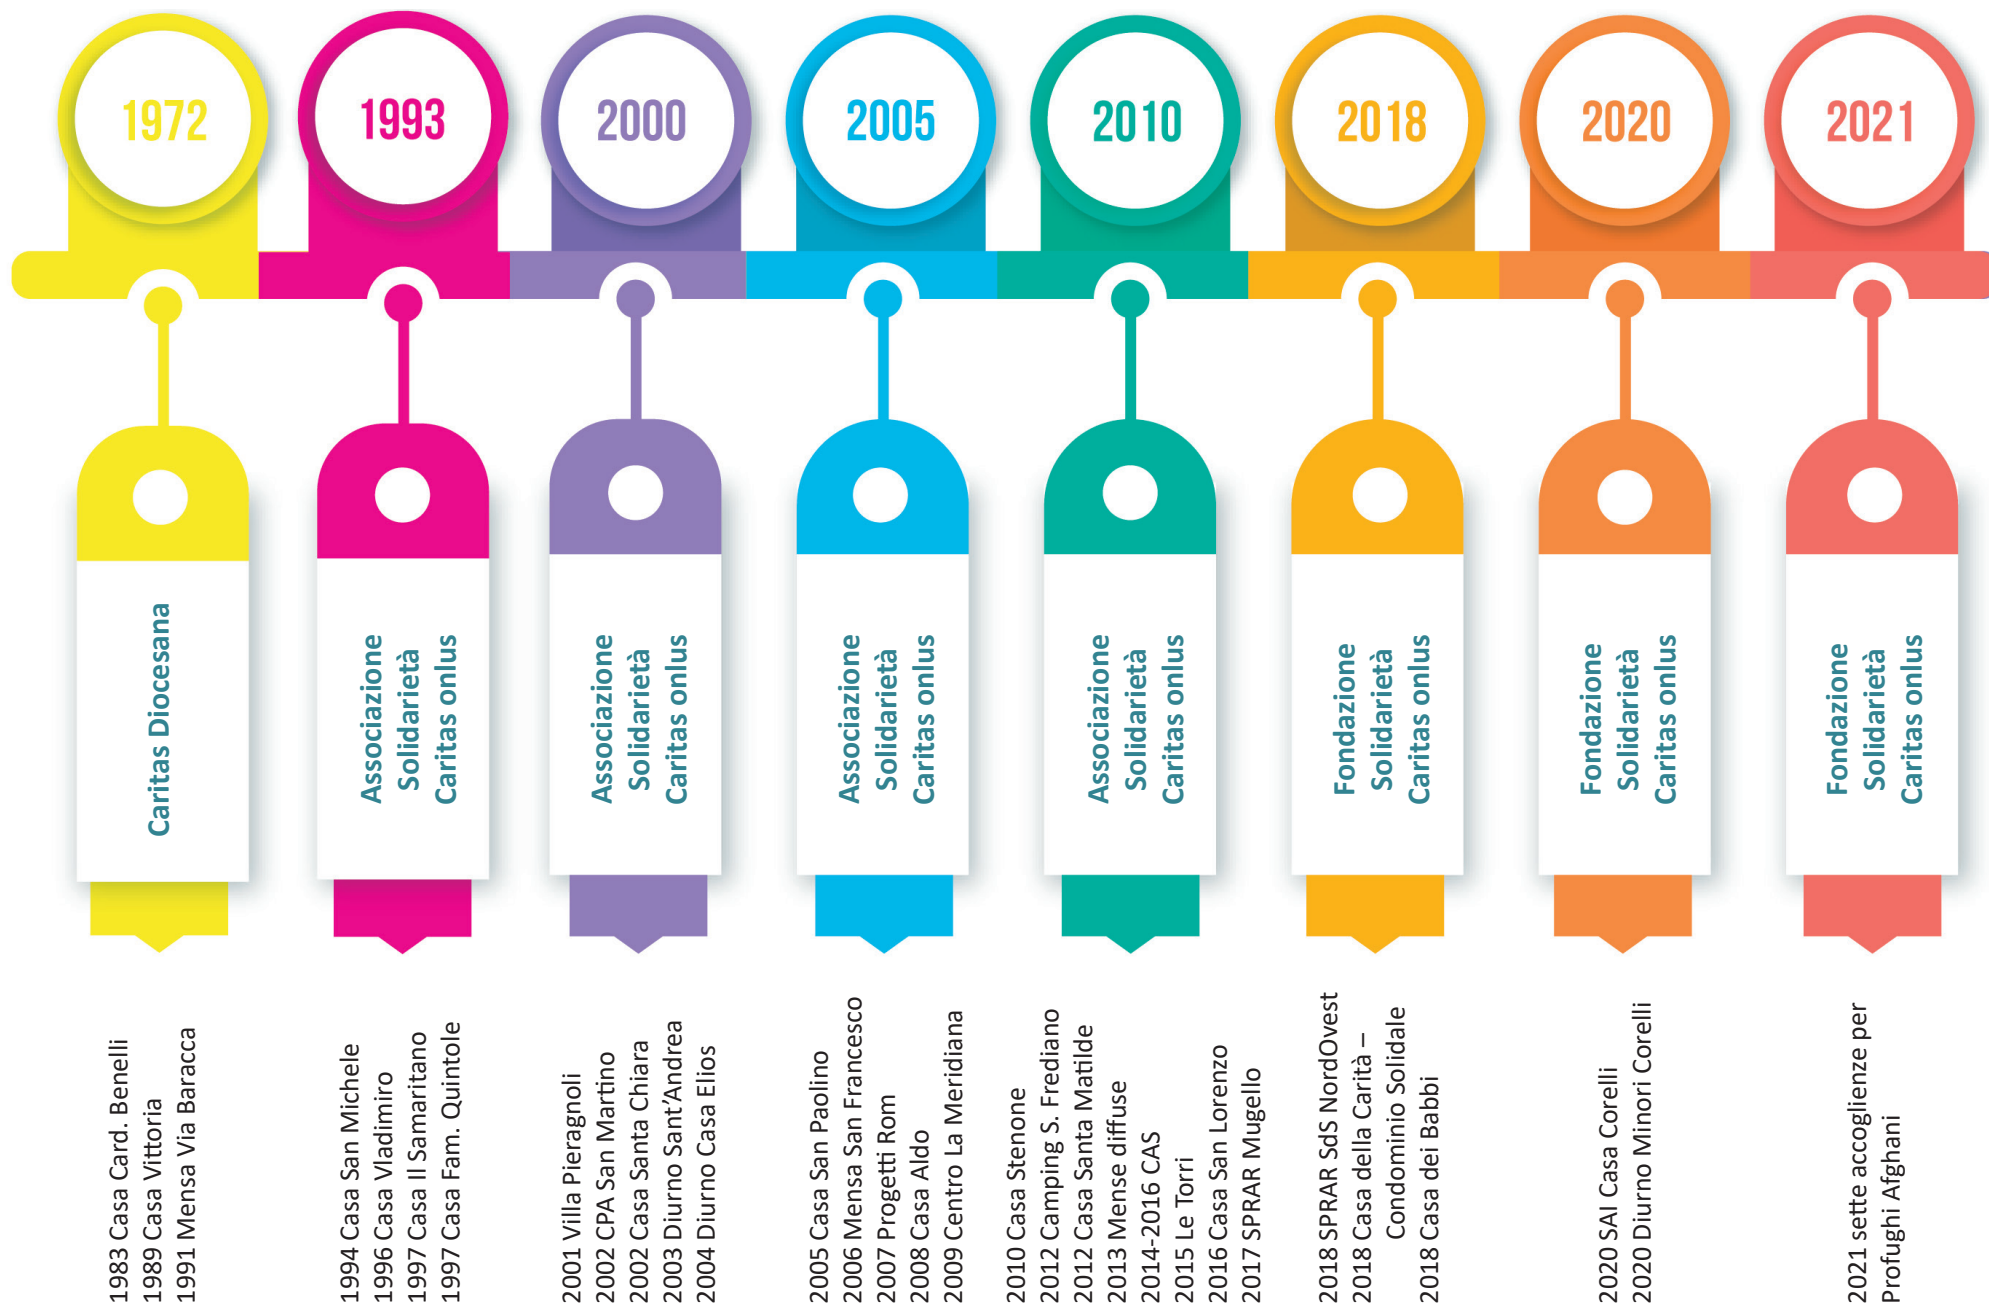 1972
1993
2000
2005
2010
2018
2020
2021
Caritas Diocesana
Associazione
Solidarietà
Caritas onlus
Associazione
Solidarietà
Caritas onlus
Associazione
Solidarietà
Caritas onlus
Associazione
Solidarietà
Caritas onlus
Fondazione
Solidarietà
Caritas onlus
Fondazione
Solidarietà
Caritas onlus
Fondazione
Solidarietà
Caritas onlus
1983 Casa Card. Benelli
1989 Casa Vittoria
1991 Mensa Via Baracca
1994 Casa San Michele
1996 Casa Vladimiro
1997 Casa Il Samaritano
1997 Casa Fam. Quintole
2001 Villa Pieragnoli
2002 CPA San Martino
2002 Casa Santa Chiara
2003 Diurno Sant'Andrea
2004 Diurno Casa Elios
2005 Casa San Paolino
2006 Mensa San Francesco
2007 Progetti Rom
2008 Casa Aldo
2009 Centro La Meridiana
2010 Casa Stenone
2012 Camping S. Frediano
2012 Casa Santa Matilde
2013 Mense diffuse
2014-2016 CAS
2015 Le Torri
2016 Casa San Lorenzo
2017 SPRAR Mugello
2018 SPRAR SdS NordOvest
2018 Casa della Carità –
Condominio Solidale
2018 Casa dei Babbi
2020 SAI Casa Corelli
2020 Diurno Minori Corelli
2021 sette accoglienze per
Profughi Afghani